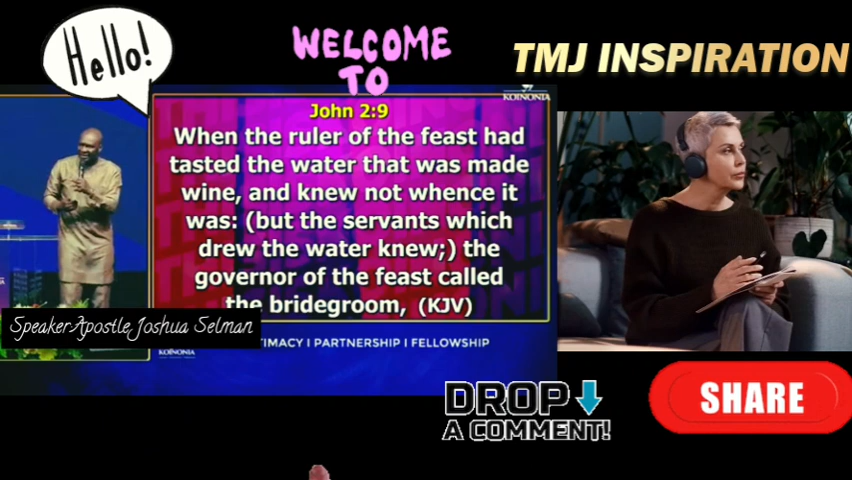 Hello!
WELCOME
TO
TMJ INSPIRATION
KOINONIA
John 2:9
When the ruler of the feast had
tasted the water that was made
wine, and knew not whence it
was: (but the servants which
drew the water knew;) the
governor of the feast called
the bridegroom, (KJV)
Speaker Apostle Joshua Selman
KOINONIA
TIMACY I PARTNERSHIP I FELLOWSHIP
DROP
A COMMENT!
SHARE